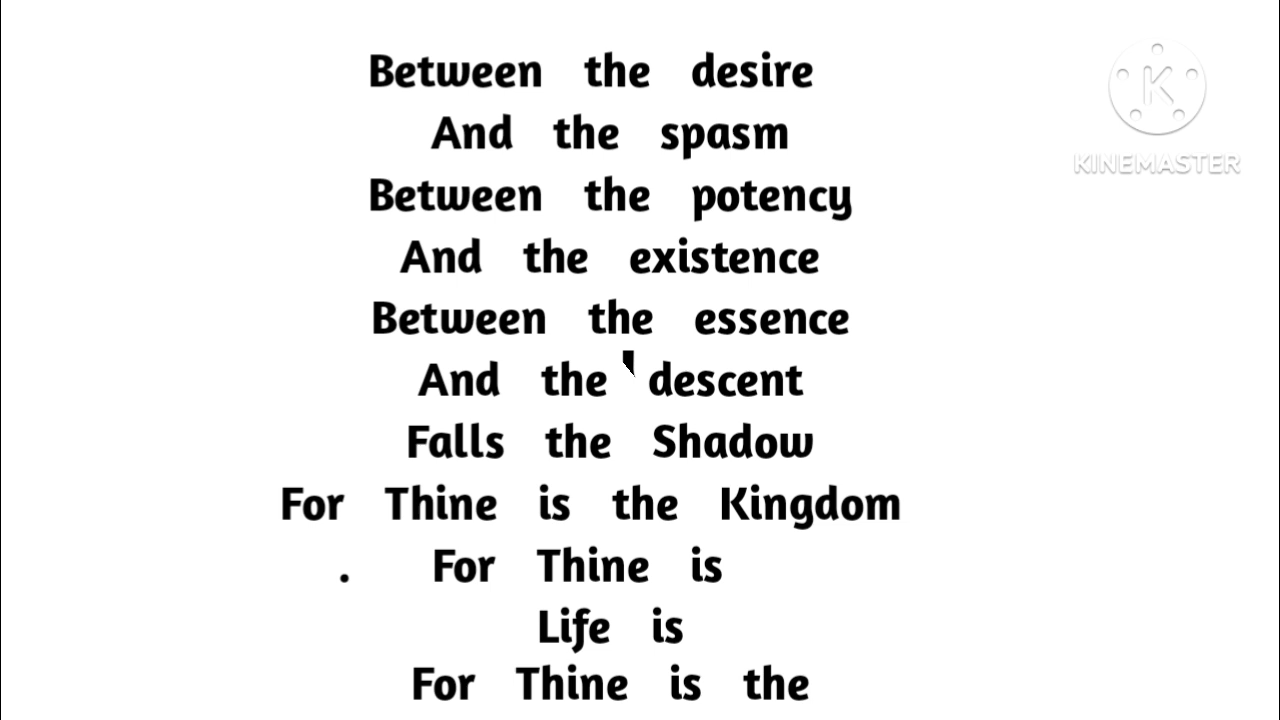 Between the desire
And the spasm
Between the potency
And the existence
Between the essence
And the descent
Falls the Shadow
For Thine is the Kingdom
. For Thine is
Life is
For Thine is the
KINEMASTER